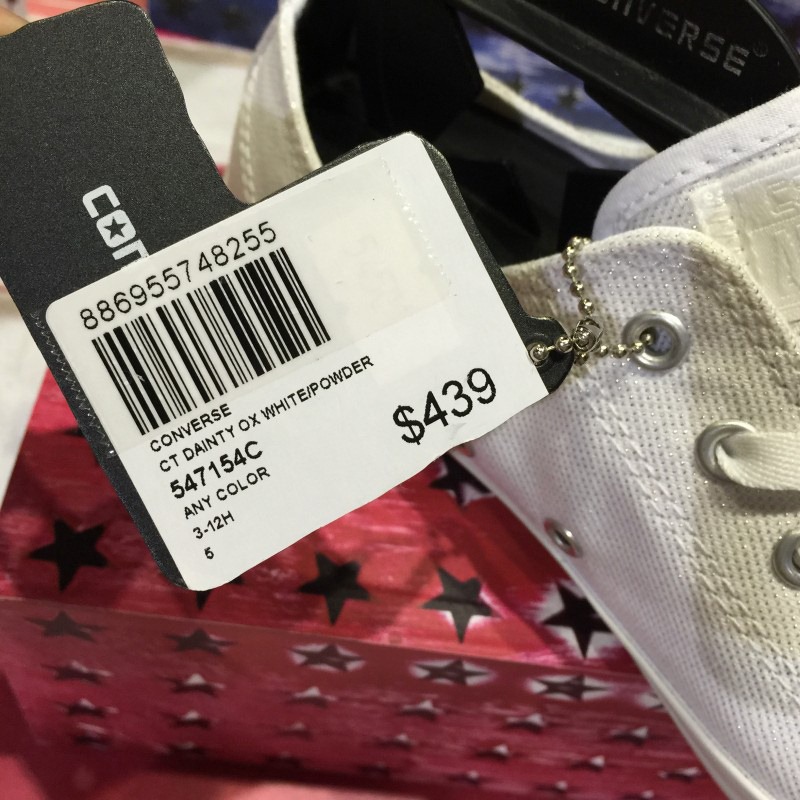 CONVERSE
886955748255
CONVERSE
CT DAINTY OX WHITE/POWDER
547154C
ANY COLOR
3-12H
5
$439